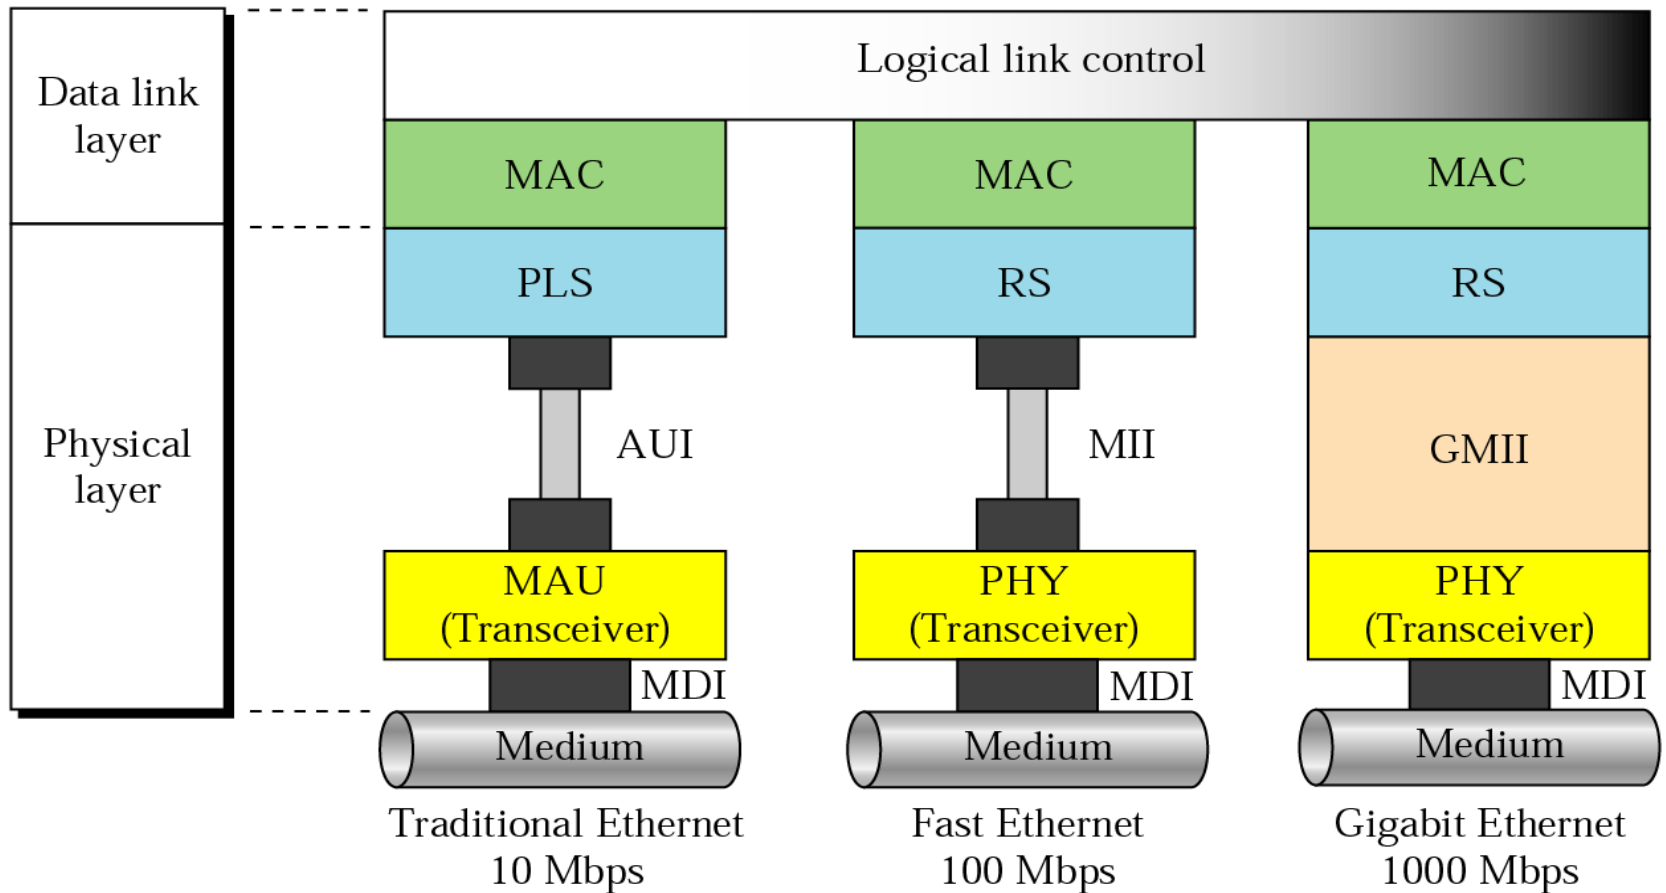 Data link
layer
Physical
layer
Logical link control
MAC
MAC
MAC
PLS
RS
RS
AUI
MII
GMII
MAU
(Transceiver)
PHY
(Transceiver)
PHY
(Transceiver)
MDI
MDI
MDI
Medium
Medium
Medium
Traditional Ethernet
10 Mbps
Fast Ethernet
100 Mbps
Gigabit Ethernet
1000 Mbps